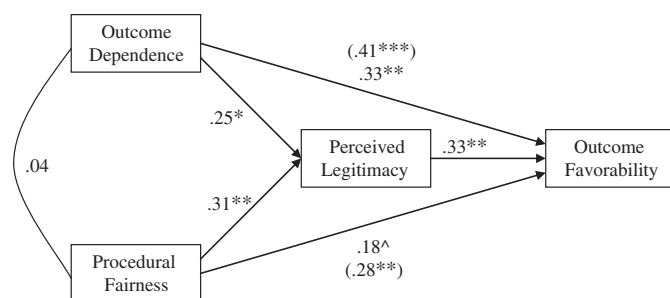 Outcome
Dependence
(.41***)
.33**
.25*
Perceived
Legitimacy
.33**
Outcome
Favorability
.04
.31**
Procedural
Fairness
.18^
(.28**)